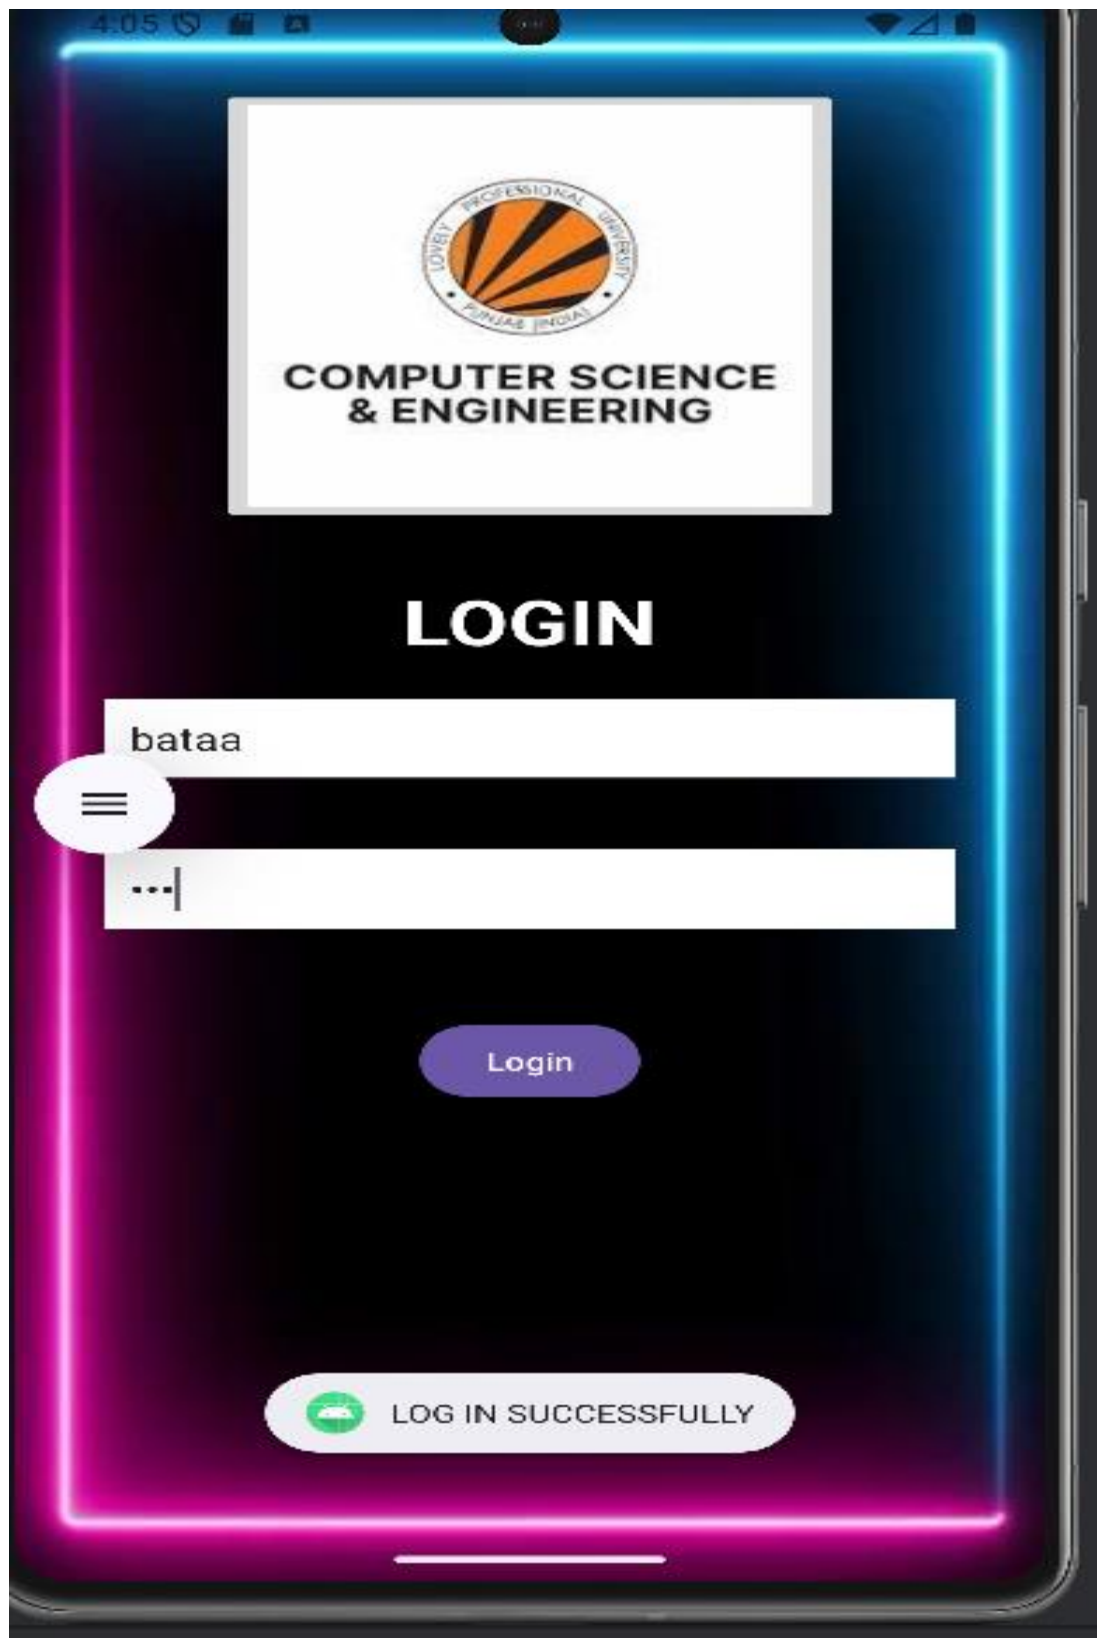 4:05
LOVELY PROFESSIONAL UNIVERSITY
PUNJAB [INDIA]
COMPUTER SCIENCE
& ENGINEERING
LOGIN
bataa
•••
Login
LOG IN SUCCESSFULLY